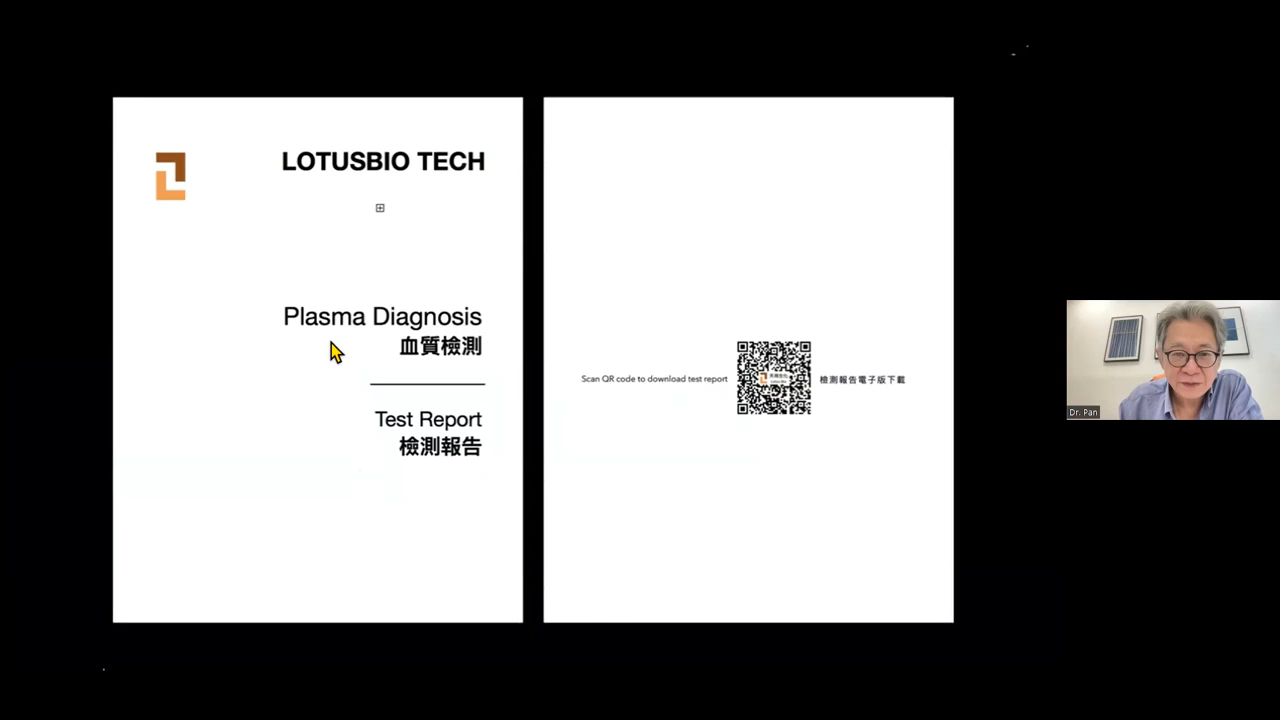 LOTUSBIO TECH
Plasma Diagnosis
血質檢測
Test Report
檢測報告
Scan QR code to download test report
檢測報告電子版下載
Dr. Pan